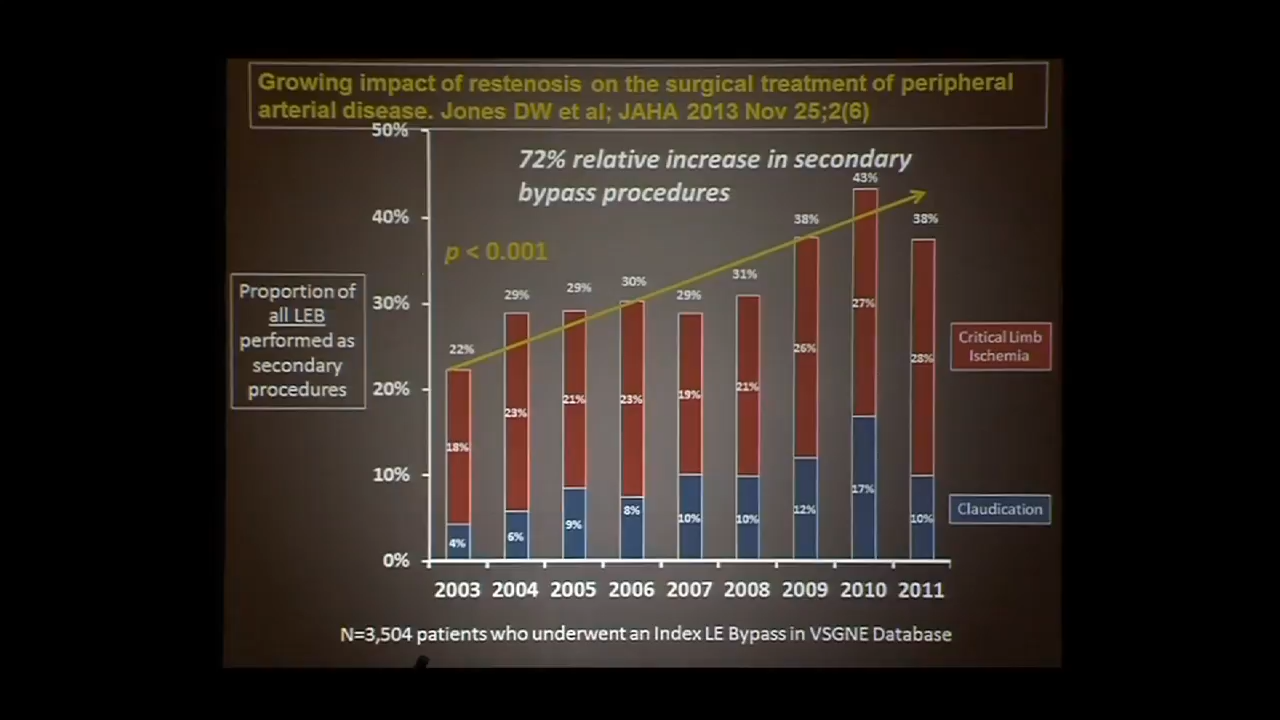 Growing impact of restenosis on the surgical treatment of peripheral
arterial disease. Jones DW et al; JAHA 2013 Nov 25;2(6)
72% relative increase in secondary
bypass procedures
p < 0.001
Proportion of
all LEB
performed as
secondary
procedures
50%
40%
30%
20%
10%
0%
22%
18%
4%
29%
23%
6%
29%
21%
9%
30%
23%
8%
29%
19%
10%
31%
21%
10%
38%
26%
12%
43%
27%
17%
38%
28%
10%
Critical Limb
Ischemia
Claudication
2003 2004 2005 2006 2007 2008 2009 2010 2011
N=3,504 patients who underwent an Index LE Bypass in VSGNE Database